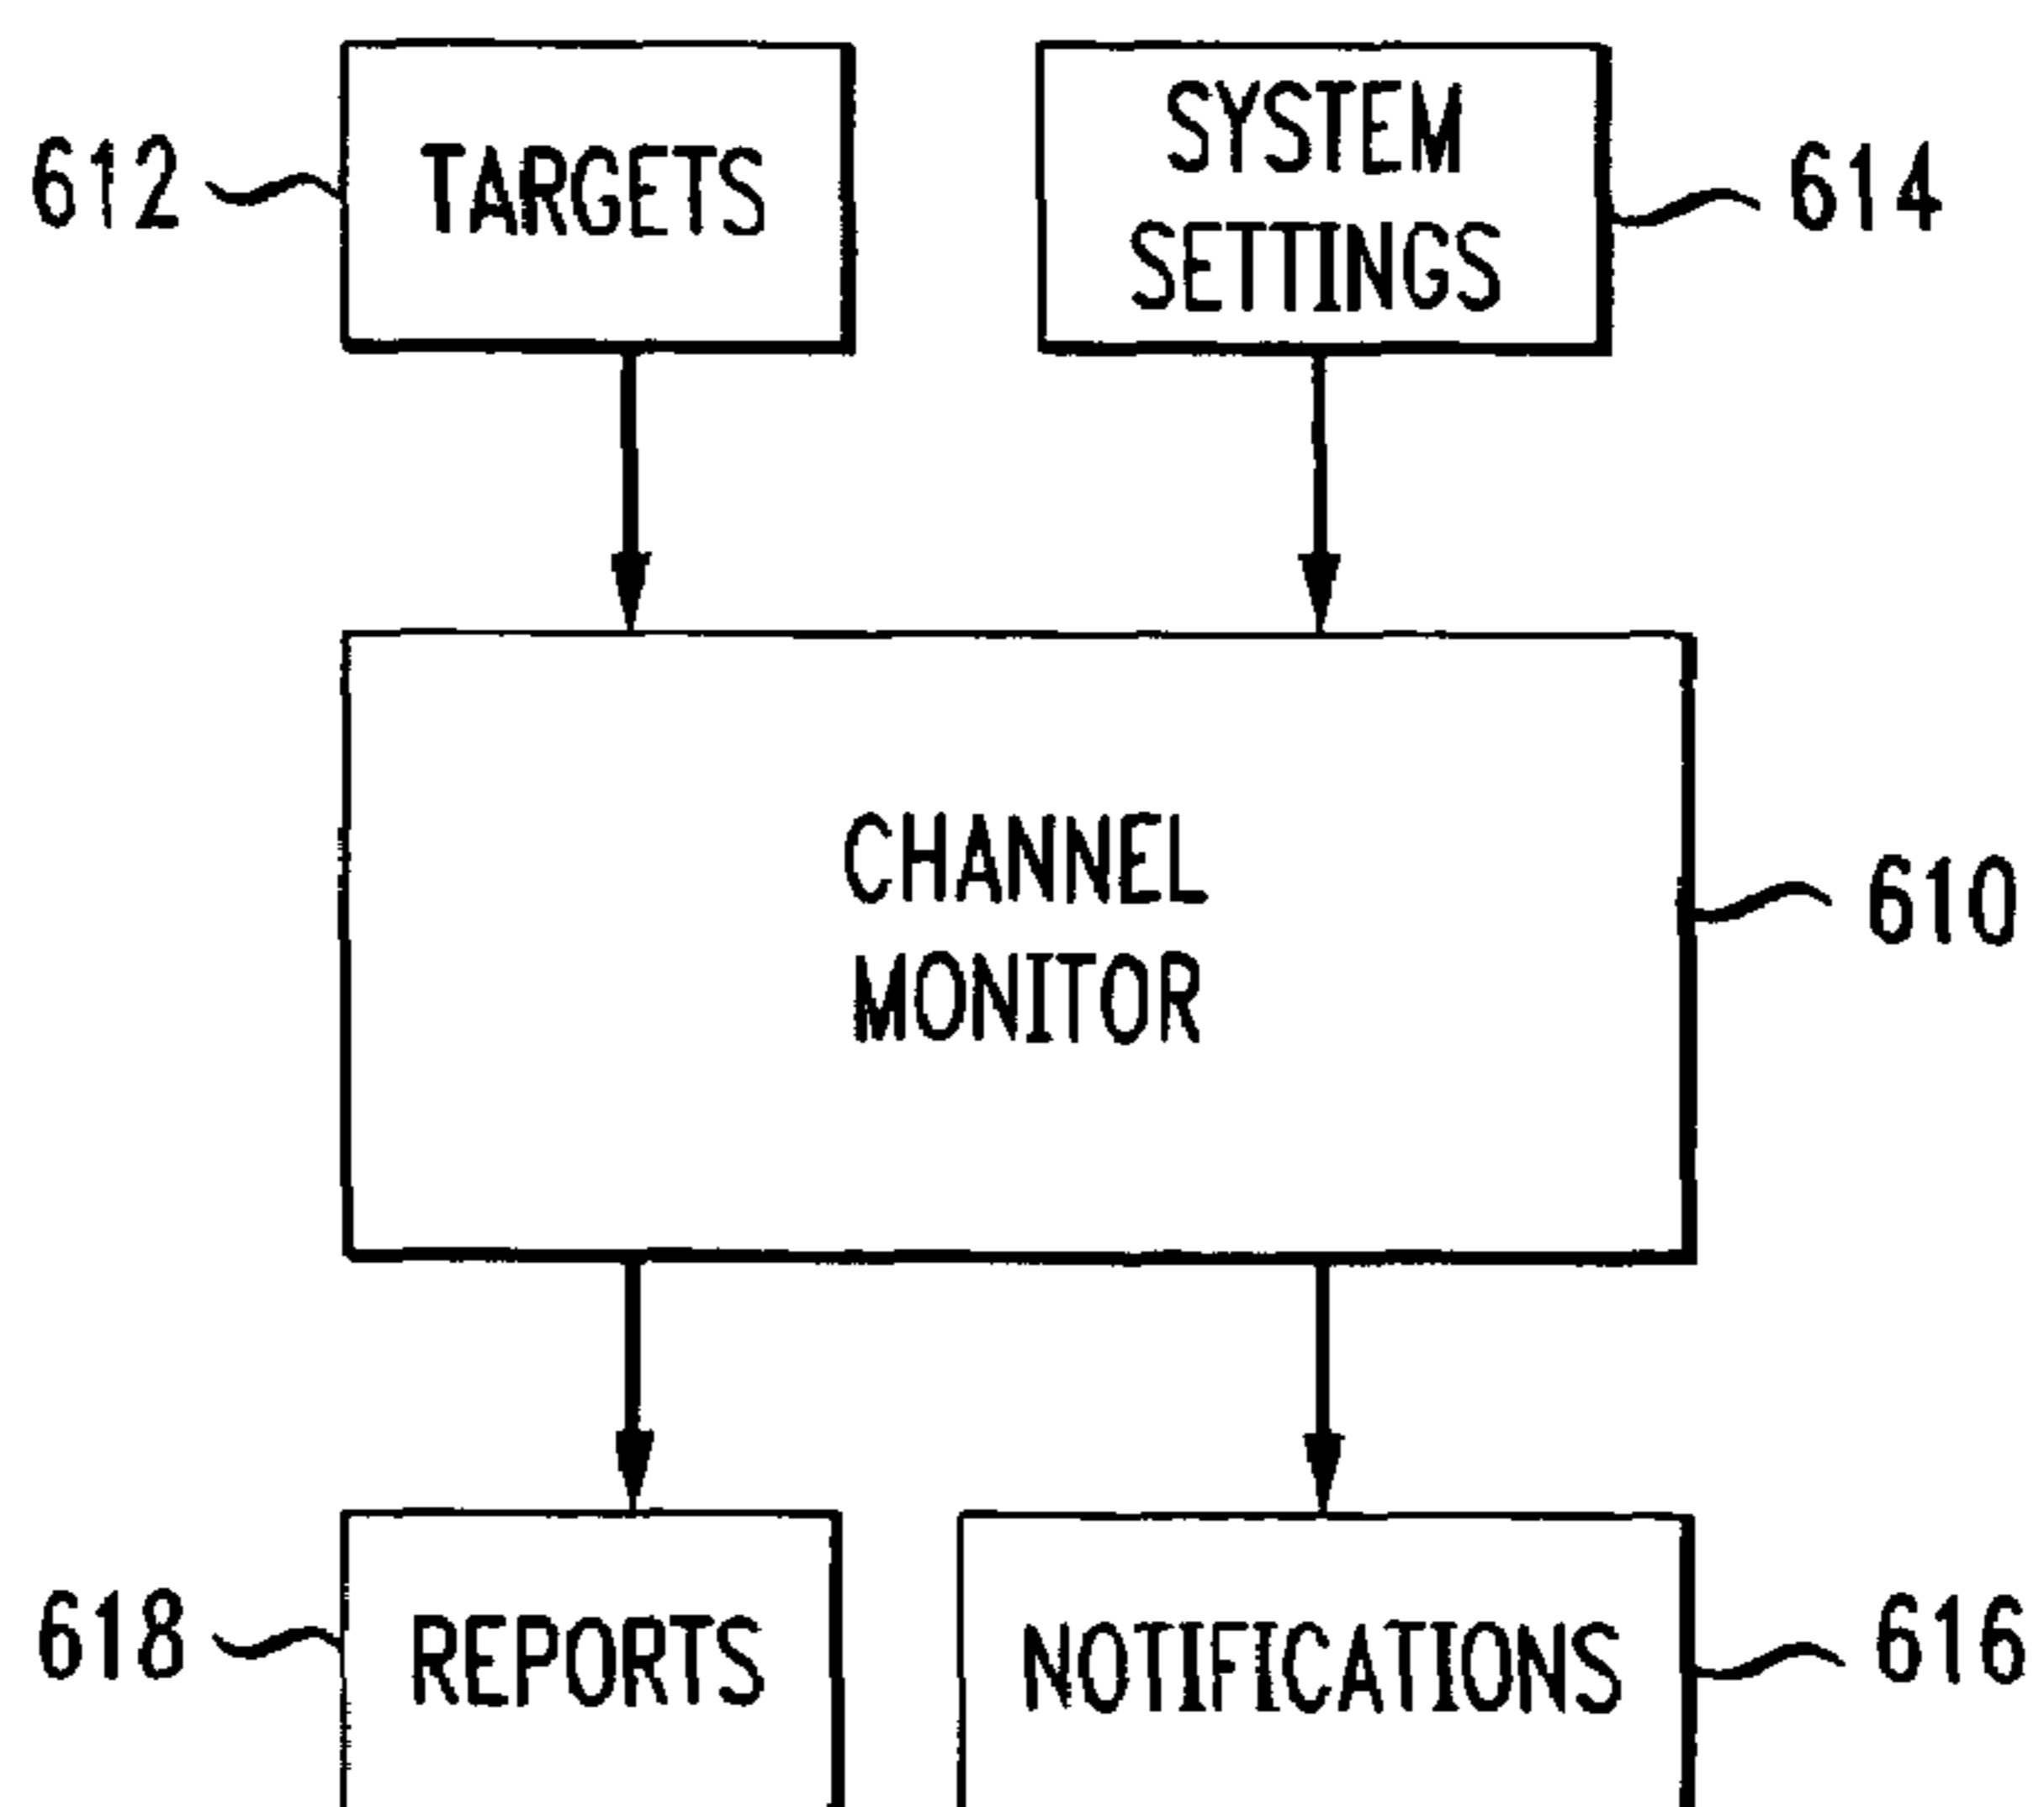 612
TARGETS
SYSTEM
SETTINGS
614
CHANNEL
MONITOR
610
618
REPORTS
NOTIFICATIONS
616